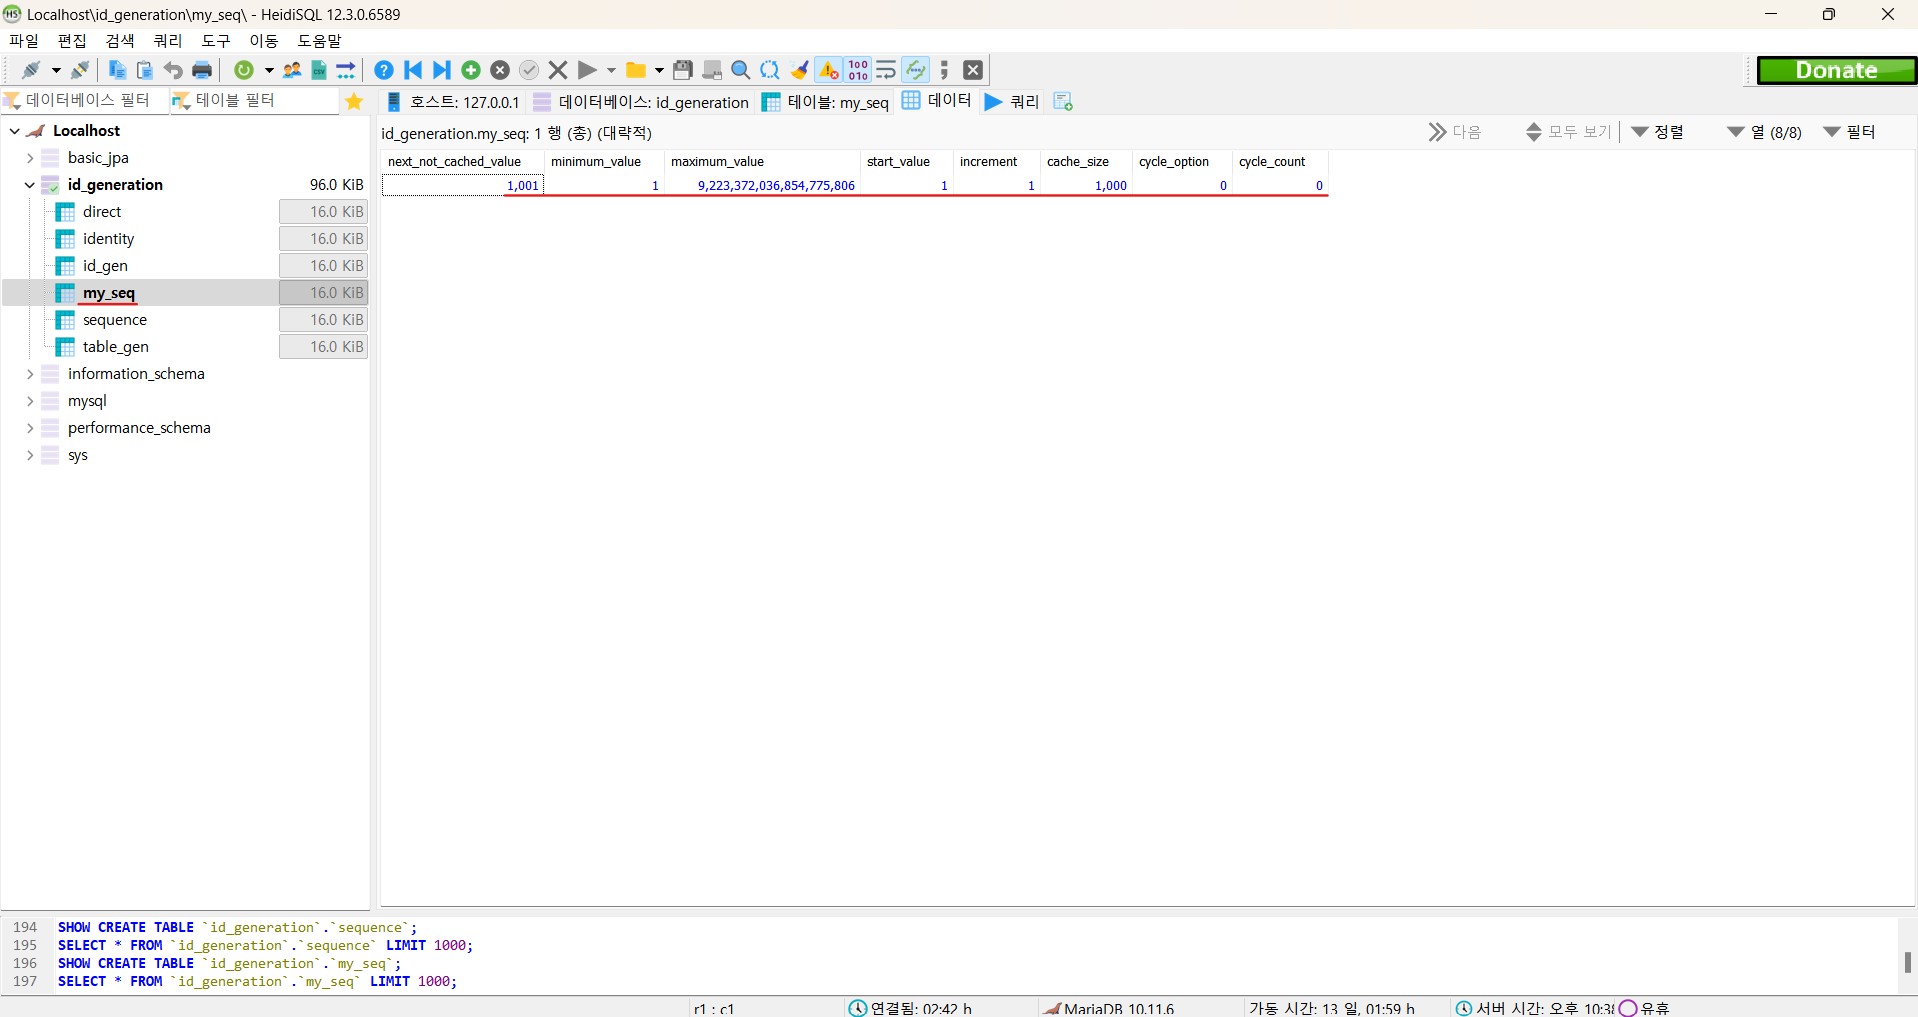 Localhost\id_generation\my_seq\ - HeidiSQL 12.3.0.6589
파일 편집 검색 쿼리 도구 이동 도움말
Donate
데이터베이스 필터 테이블 필터
호스트: 127.0.0.1 데이터베이스: id_generation 테이블: my_seq 데이터 쿼리
id_generation.my_seq: 1 행 (총) (대략적) 다음 모두 보기 정렬 열 (8/8) 필터
next_not_cached_value minimum_value maximum_value start_value increment cache_size cycle_option cycle_count
1,001 1 9,223,372,036,854,775,806 1 1 1,000 0 0
Localhost
basic_jpa
id_generation 96.0 KiB
direct 16.0 KiB
identity 16.0 KiB
id_gen 16.0 KiB
my_seq 16.0 KiB
sequence 16.0 KiB
table_gen 16.0 KiB
information_schema
mysql
performance_schema
sys
194 SHOW CREATE TABLE `id_generation`.`sequence`;
195 SELECT * FROM `id_generation`.`sequence` LIMIT 1000;
196 SHOW CREATE TABLE `id_generation`.`my_seq`;
197 SELECT * FROM `id_generation`.`my_seq` LIMIT 1000;
r1 : c1 연결됨: 02:42 h MariaDB 10.11.6 가동 시간: 13 일, 01:59 h 서버 시간: 오후 유휴